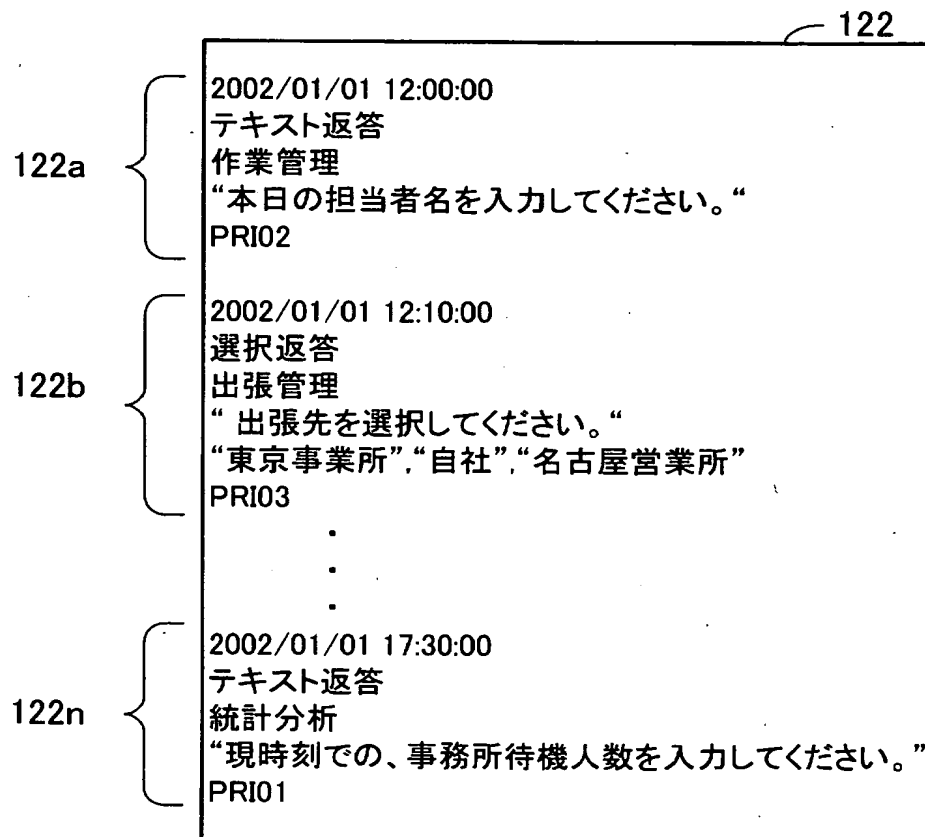 122
122a
2002/01/01 12:00:00
テキスト返答
作業管理
“本日の担当者名を入力してください。“
PRI02
122b
2002/01/01 12:10:00
選択返答
出張管理
“ 出張先を選択してください。“
“東京事業所”,“自社”,“名古屋営業所”
PRI03
122n
2002/01/01 17:30:00
テキスト返答
統計分析
“現時刻での、事務所待機人数を入力してください。”
PRI01